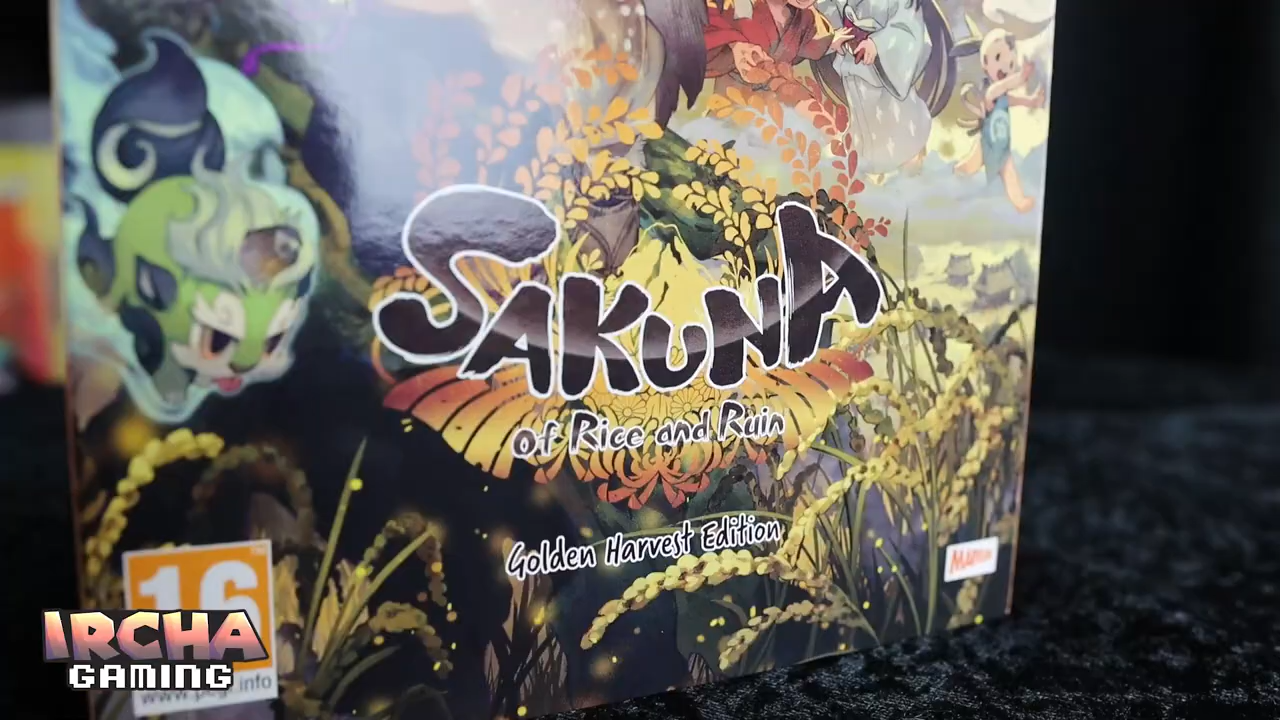 SAKUNA
of Rice and Ruin
Golden Harvest Edition
16
IRCHA
GAMING